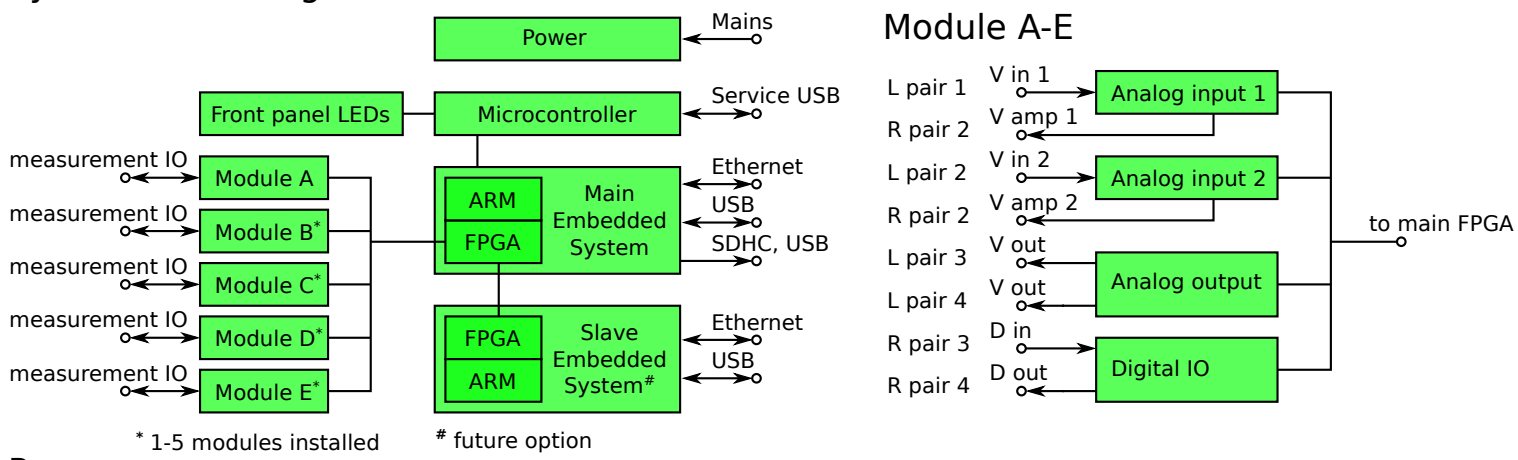 Power
Mains
Front panel LEDs
Microcontroller
Service USB
measurement IO
Module A
measurement IO
Module B*
measurement IO
Module C*
measurement IO
Module D*
measurement IO
Module E*
ARM
FPGA
Main
Embedded
System
Ethernet
USB
SDHC, USB
FPGA
ARM
Slave
Embedded
System#
Ethernet
USB
* 1-5 modules installed
# future option
Module A-E
L pair 1
V in 1
Analog input 1
R pair 2
V amp 1
L pair 2
V in 2
Analog input 2
R pair 2
V amp 2
L pair 3
V out
Analog output
L pair 4
V out
R pair 3
D in
Digital IO
R pair 4
D out
to main FPGA